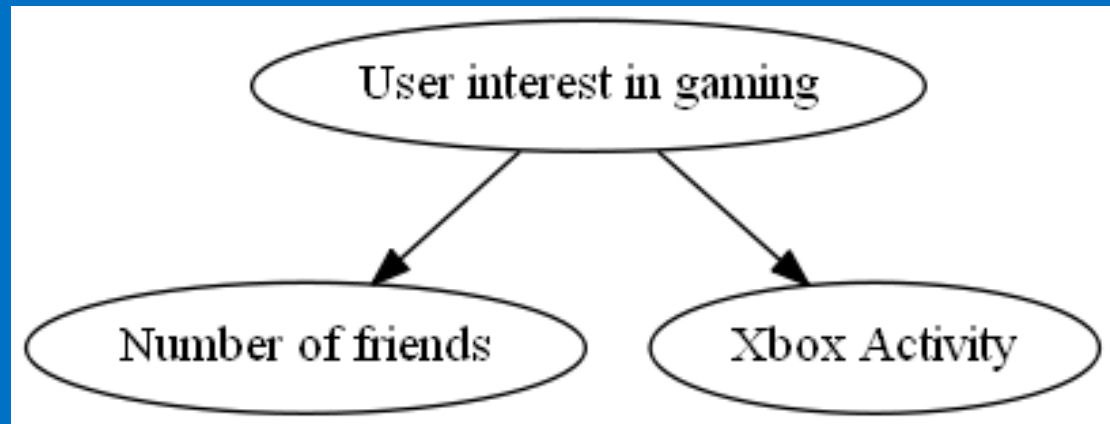 User interest in gaming
Number of friends
Xbox Activity